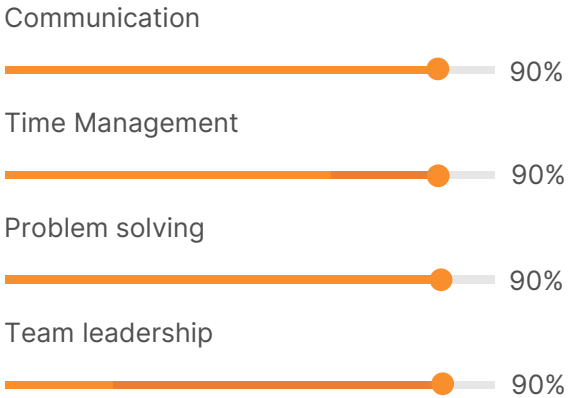 Communication
90%
Time Management
90%
Problem solving
90%
Team leadership
90%